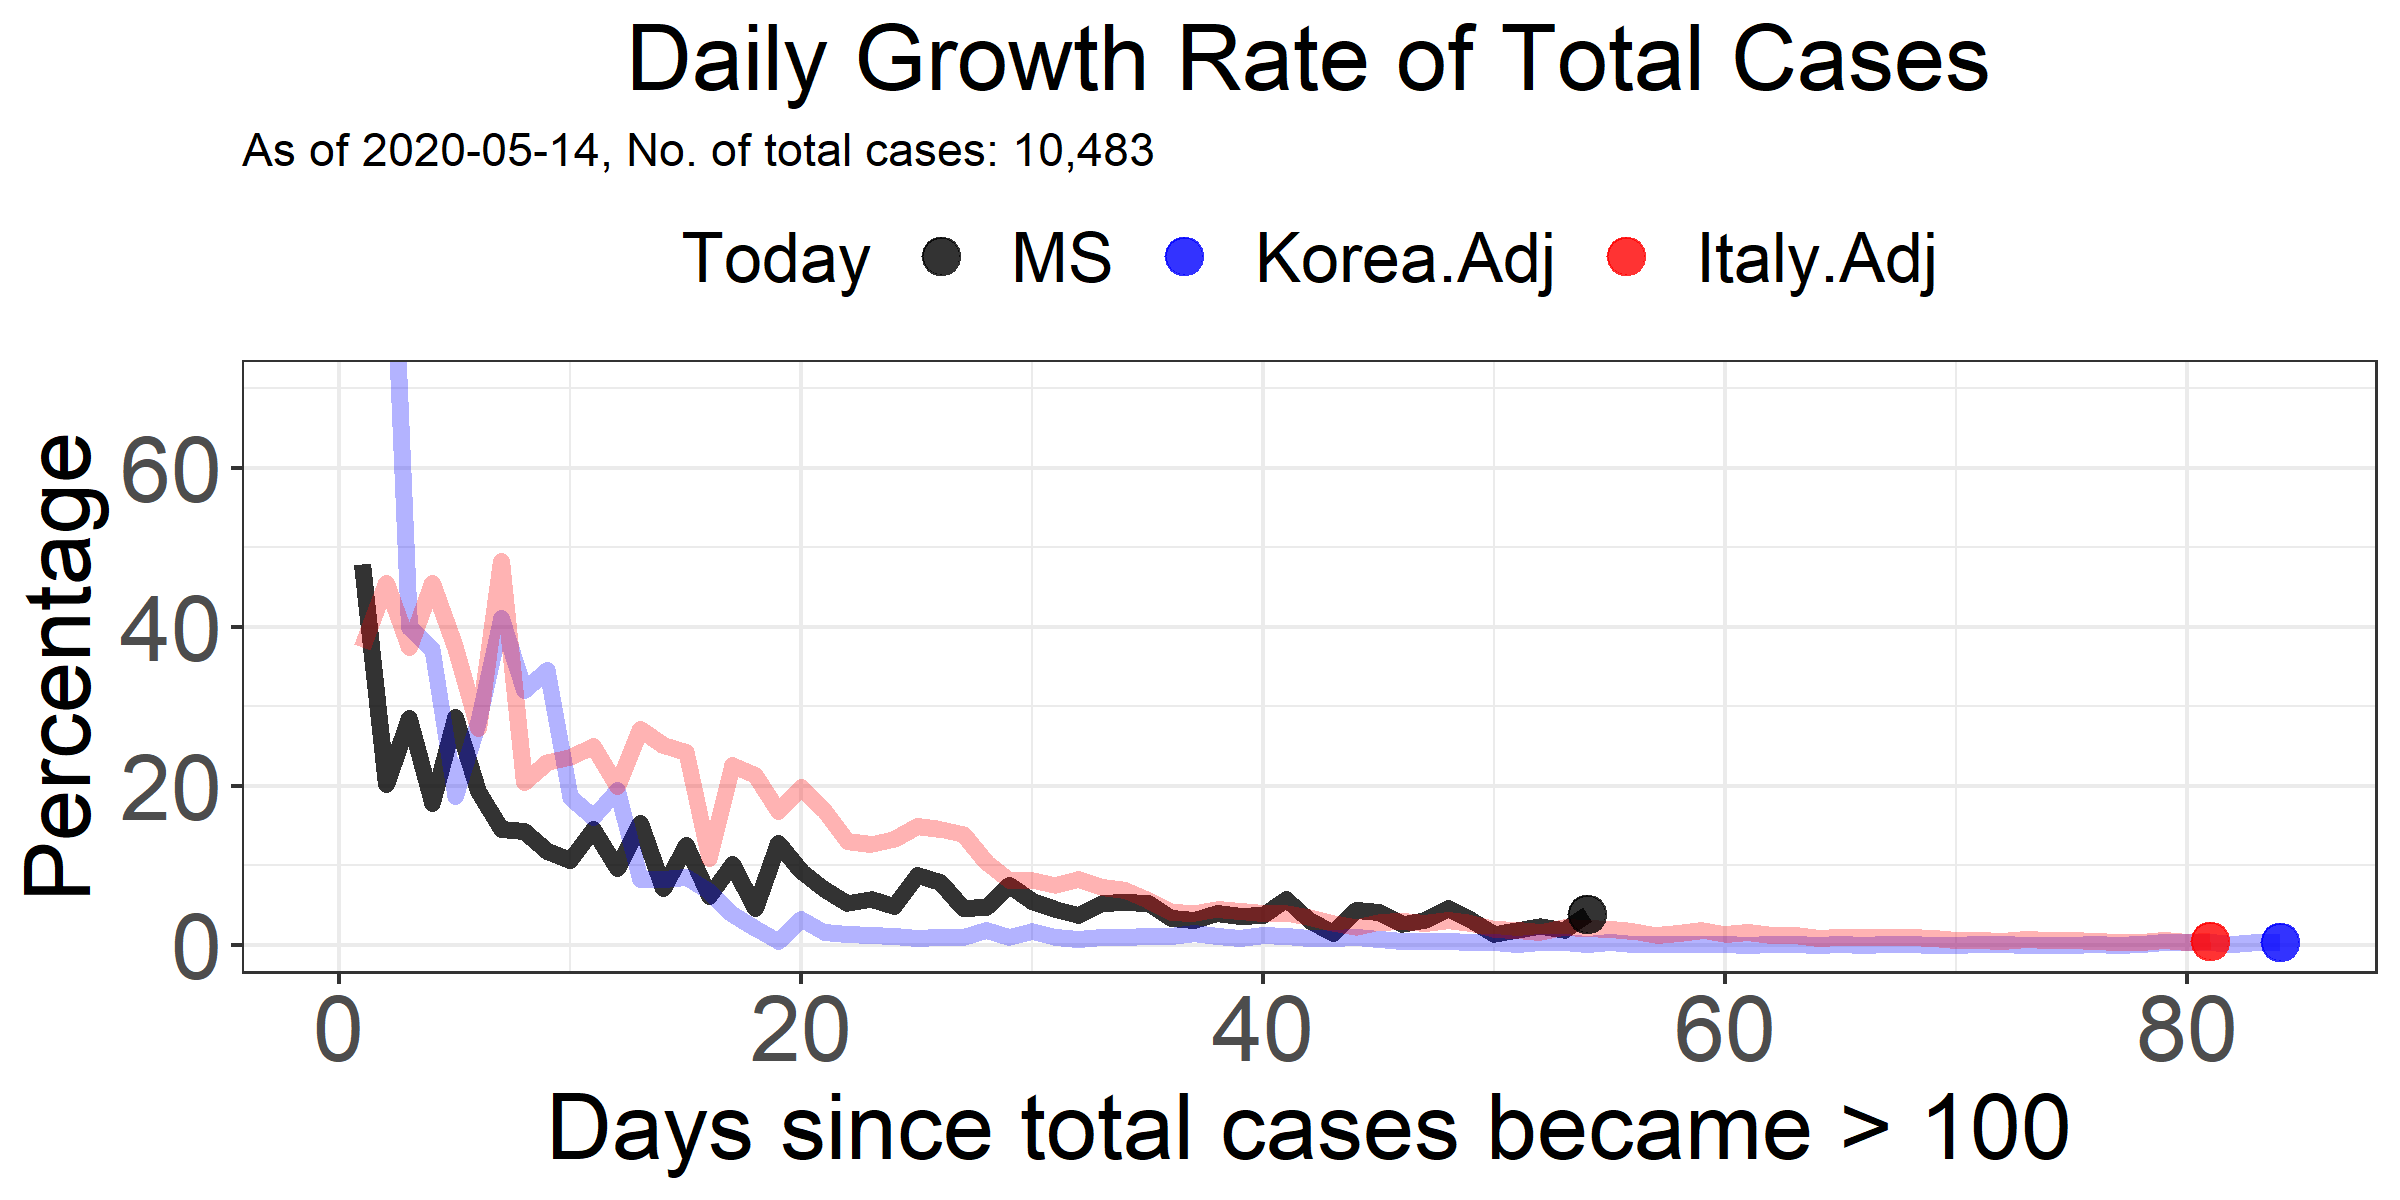 Daily Growth Rate of Total Cases
As of 2020-05-14, No. of total cases: 10,483
Today MS Korea.Adj Italy.Adj
Percentage
60
40
20
0
0 20 40 60 80
Days since total cases became > 100